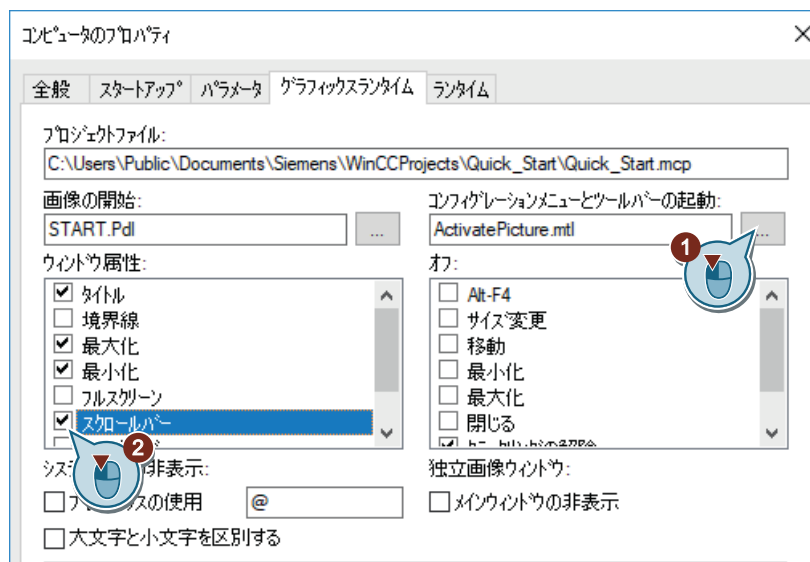 コンピュータのプロパティ
全般 スタートアップ パラメータ グラフィックスランタイム ランタイム
プロジェクトファイル:
C:\Users\Public\Documents\Siemens\WinCCProjects\Quick_Start\Quick_Start.mcp
画像の開始:
START.Pdl ...
コンフィグレーションメニューとツールバーの起動:
ActivatePicture.mtl ...
1
ウィンドウ属性:
タイトル
境界線
最大化
最小化
フルスクリーン
スクロールバー
2
オフ:
Alt-F4
サイズ変更
移動
最小化
最大化
閉じる
の解除
の非表示:
の使用 @
大文字と小文字を区別する
独立画像ウィンドウ:
メインウィンドウの非表示